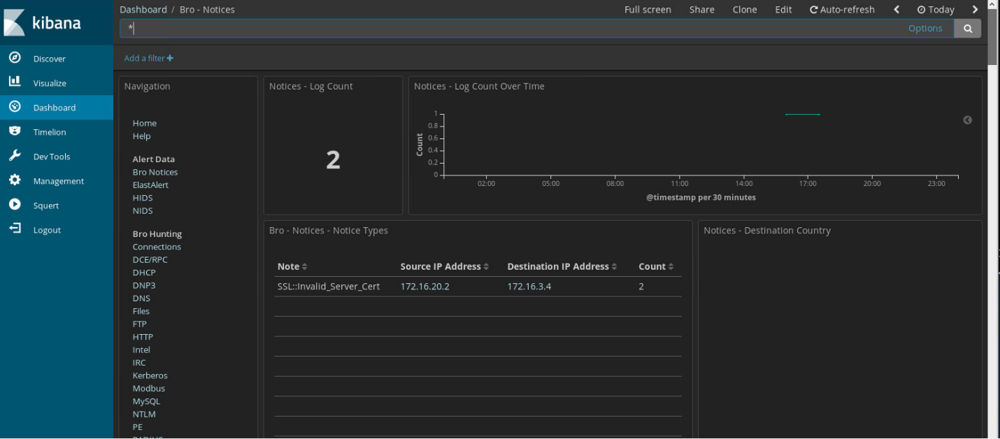 kibana
Discover
Visualize
Dashboard
Timelion
Dev Tools
Management
Squert
Logout
Dashboard / Bro - Notices
Full screen Share Clone Edit Auto-refresh Today
*
Options
Add a filter +
Navigation
Home
Help
Alert Data
Bro Notices
ElastAlert
HIDS
NIDS
Bro Hunting
Connections
DCE/RPC
DHCP
DNP3
DNS
Files
FTP
HTTP
Intel
IRC
Kerberos
Modbus
MySQL
NTLM
PE
Notices - Log Count
2
Notices - Log Count Over Time
Count
1
0.8
0.6
0.4
0.2
0
02:00 05:00 08:00 11:00 14:00 17:00 20:00 23:00
@timestamp per 30 minutes
Bro - Notices - Notice Types
Note Source IP Address Destination IP Address Count
SSL::Invalid_Server_Cert 172.16.20.2 172.16.3.4 2
Notices - Destination Country